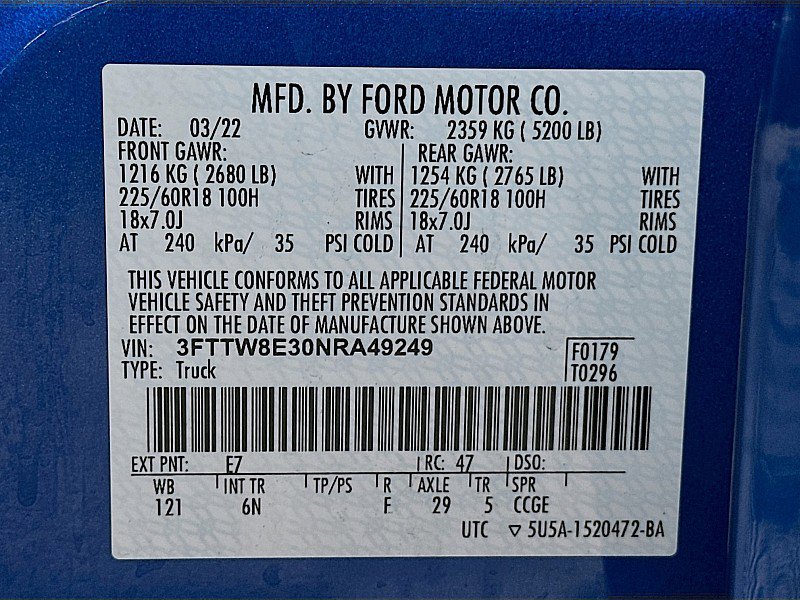 MFD. BY FORD MOTOR CO.
DATE: 03/22 GVWR: 2359 KG ( 5200 LB)
FRONT GAWR: REAR GAWR:
1216 KG ( 2680 LB) WITH 1254 KG ( 2765 LB) WITH
225/60R18 100H TIRES 225/60R18 100H TIRES
18x7.0J RIMS 18x7.0J RIMS
AT 240 kPa/ 35 PSI COLD AT 240 kPa/ 35 PSI COLD
THIS VEHICLE CONFORMS TO ALL APPLICABLE FEDERAL MOTOR
VEHICLE SAFETY AND THEFT PREVENTION STANDARDS IN
EFFECT ON THE DATE OF MANUFACTURE SHOWN ABOVE.
VIN: 3FTTW8E30NRA49249 F0179
TYPE: Truck T0296
EXT PNT: E7 RC: 47 DSO:
WB INT TR TP/PS R AXLE TR SPR
121 6N F 29 5 CCGE
UTC ▽ 5U5A-1520472-BA